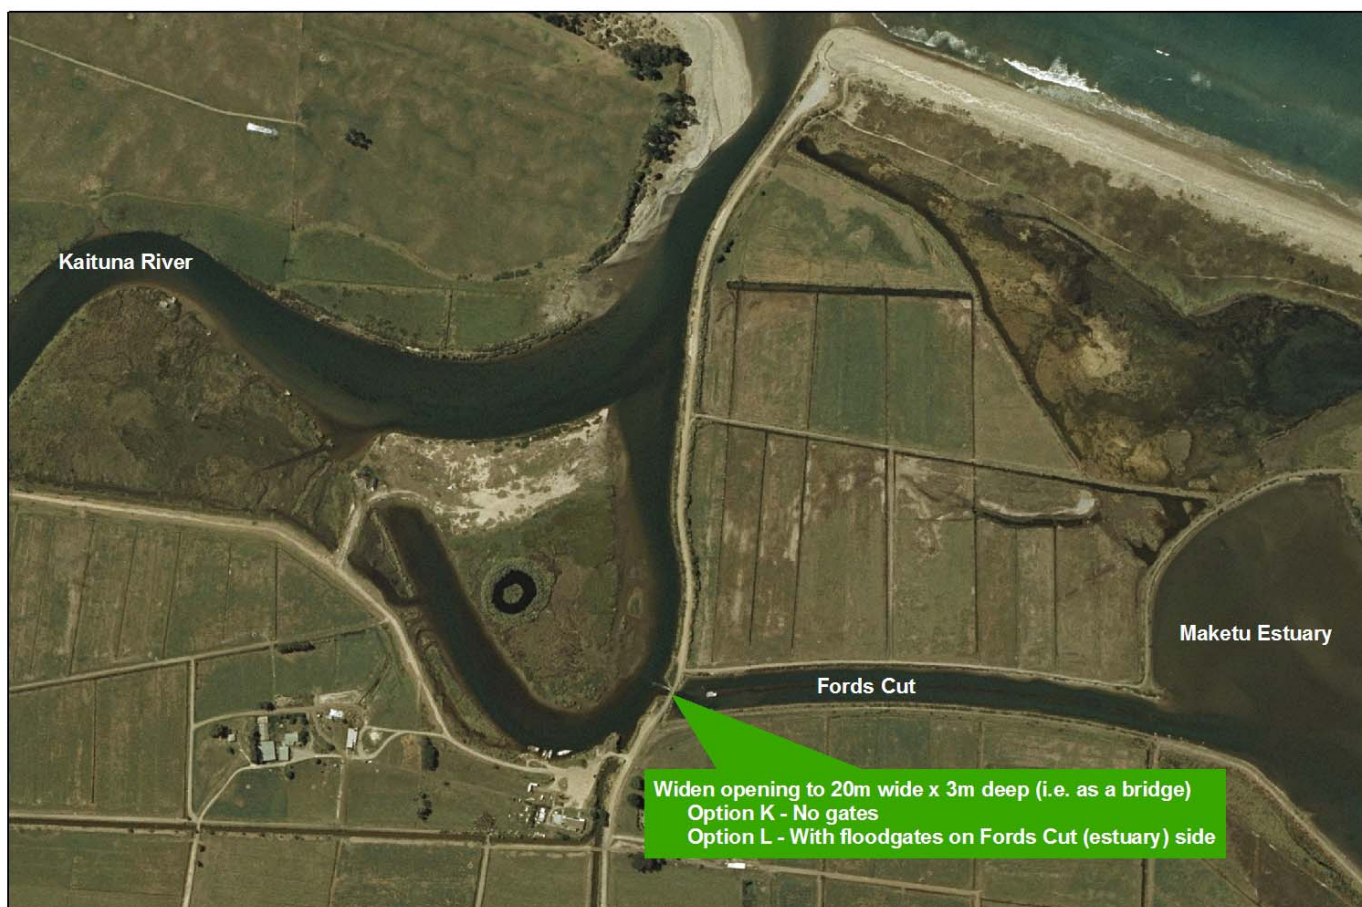 Kaituna River
Maketu Estuary
Fords Cut
Widen opening to 20m wide x 3m deep (i.e. as a bridge)
Option K - No gates
Option L - With floodgates on Fords Cut (estuary) side